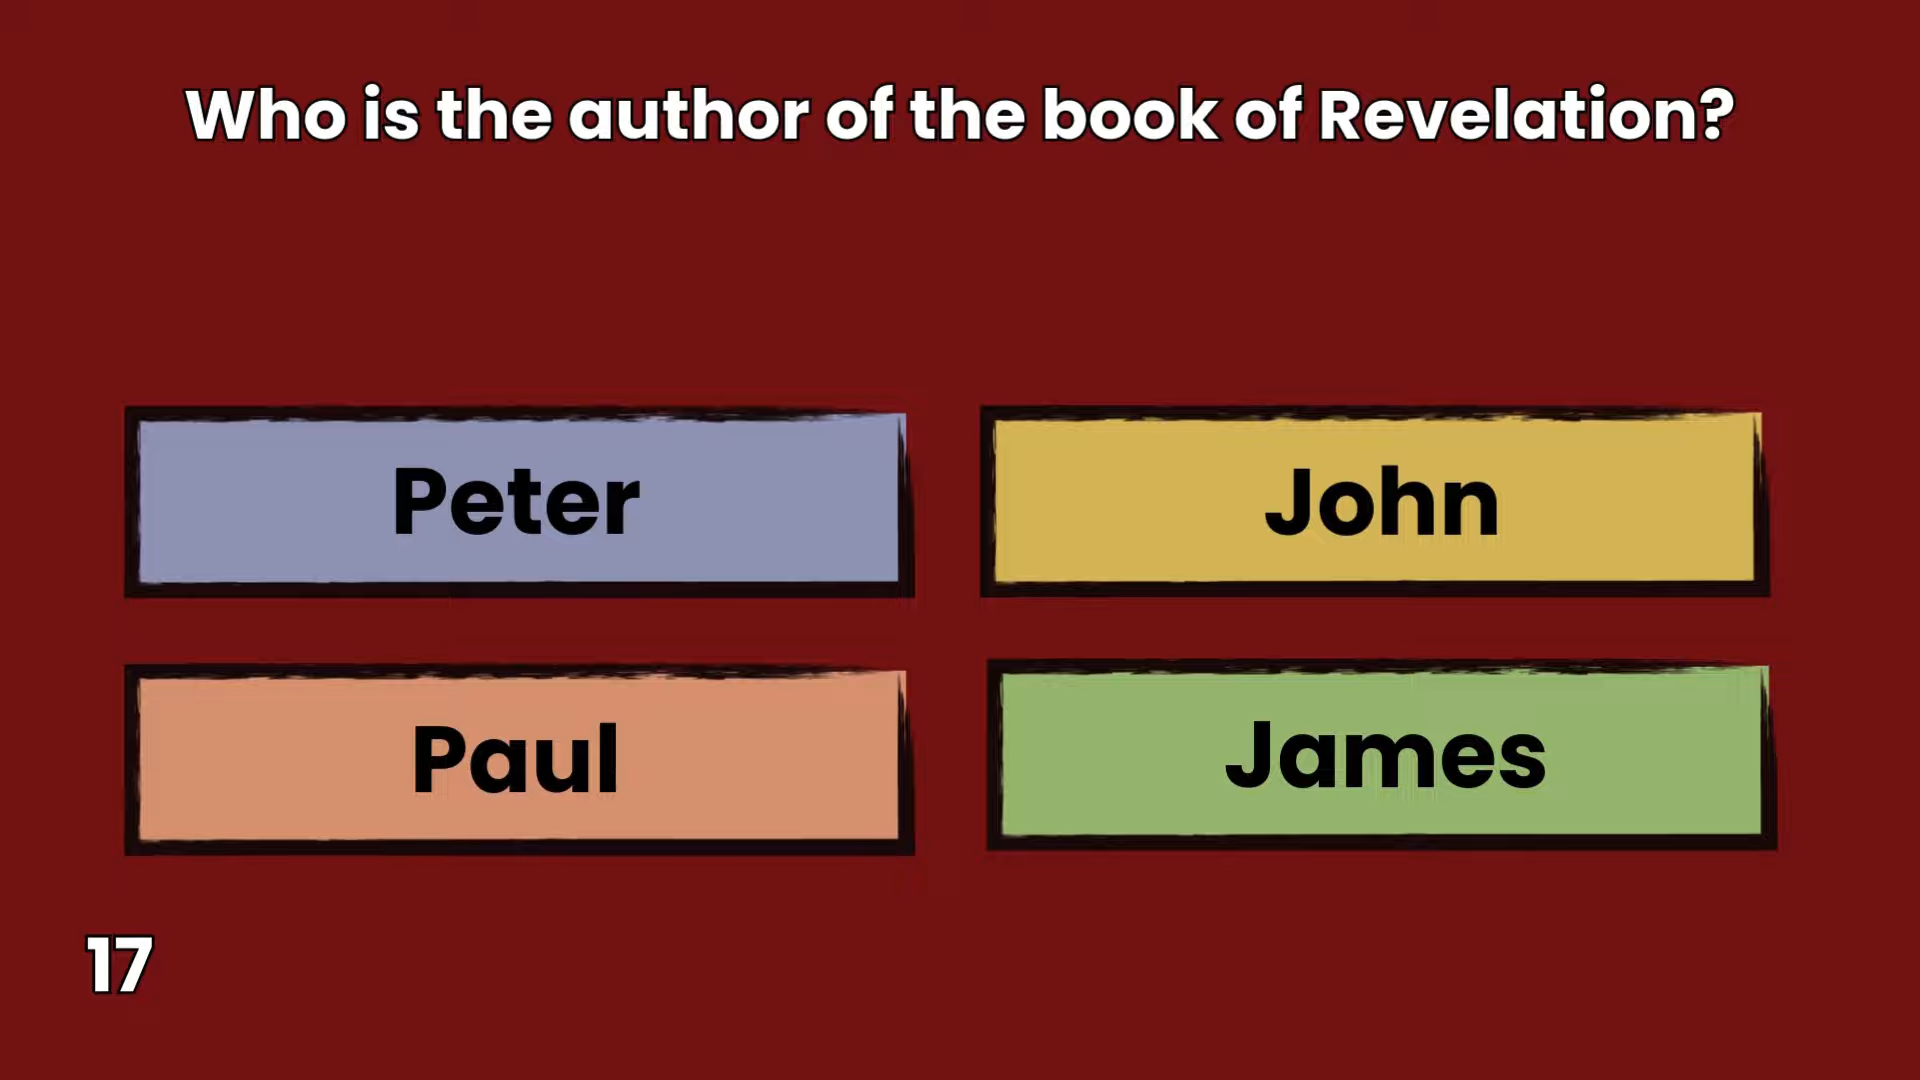 Who is the author of the book of Revelation?
Peter
John
Paul
James
17